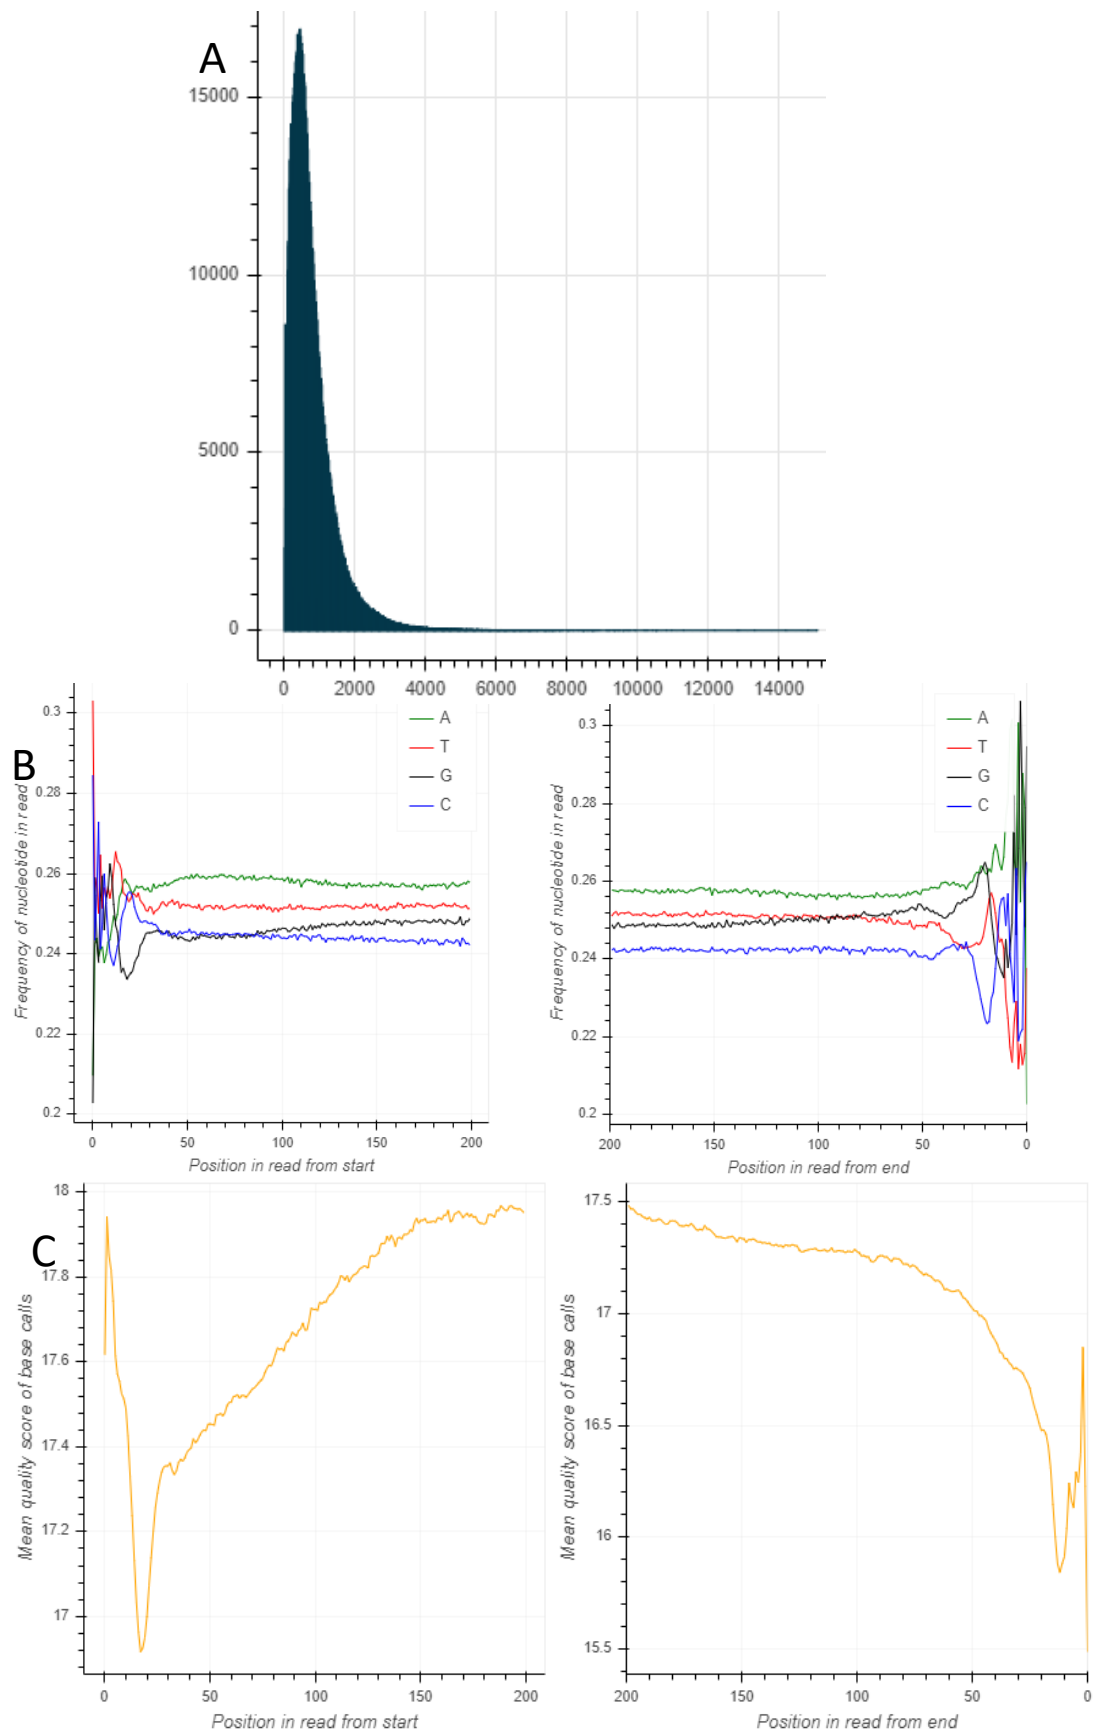 A
15000
10000
5000
0
0 2000 4000 6000 8000 10000 12000 14000
B
Frequency of nucleotide in read
0.3
0.28
0.26
0.24
0.22
0.2
A
T
G
C
0 50 100 150 200
Position in read from start
Frequency of nucleotide in read
0.3
0.28
0.26
0.24
0.22
0.2
A
T
G
C
200 150 100 50 0
Position in read from end
C
Mean quality score of base calls
18
17.8
17.6
17.4
17.2
17
0 50 100 150 200
Position in read from start
Mean quality score of base calls
17.5
17
16.5
16
15.5
200 150 100 50 0
Position in read from end